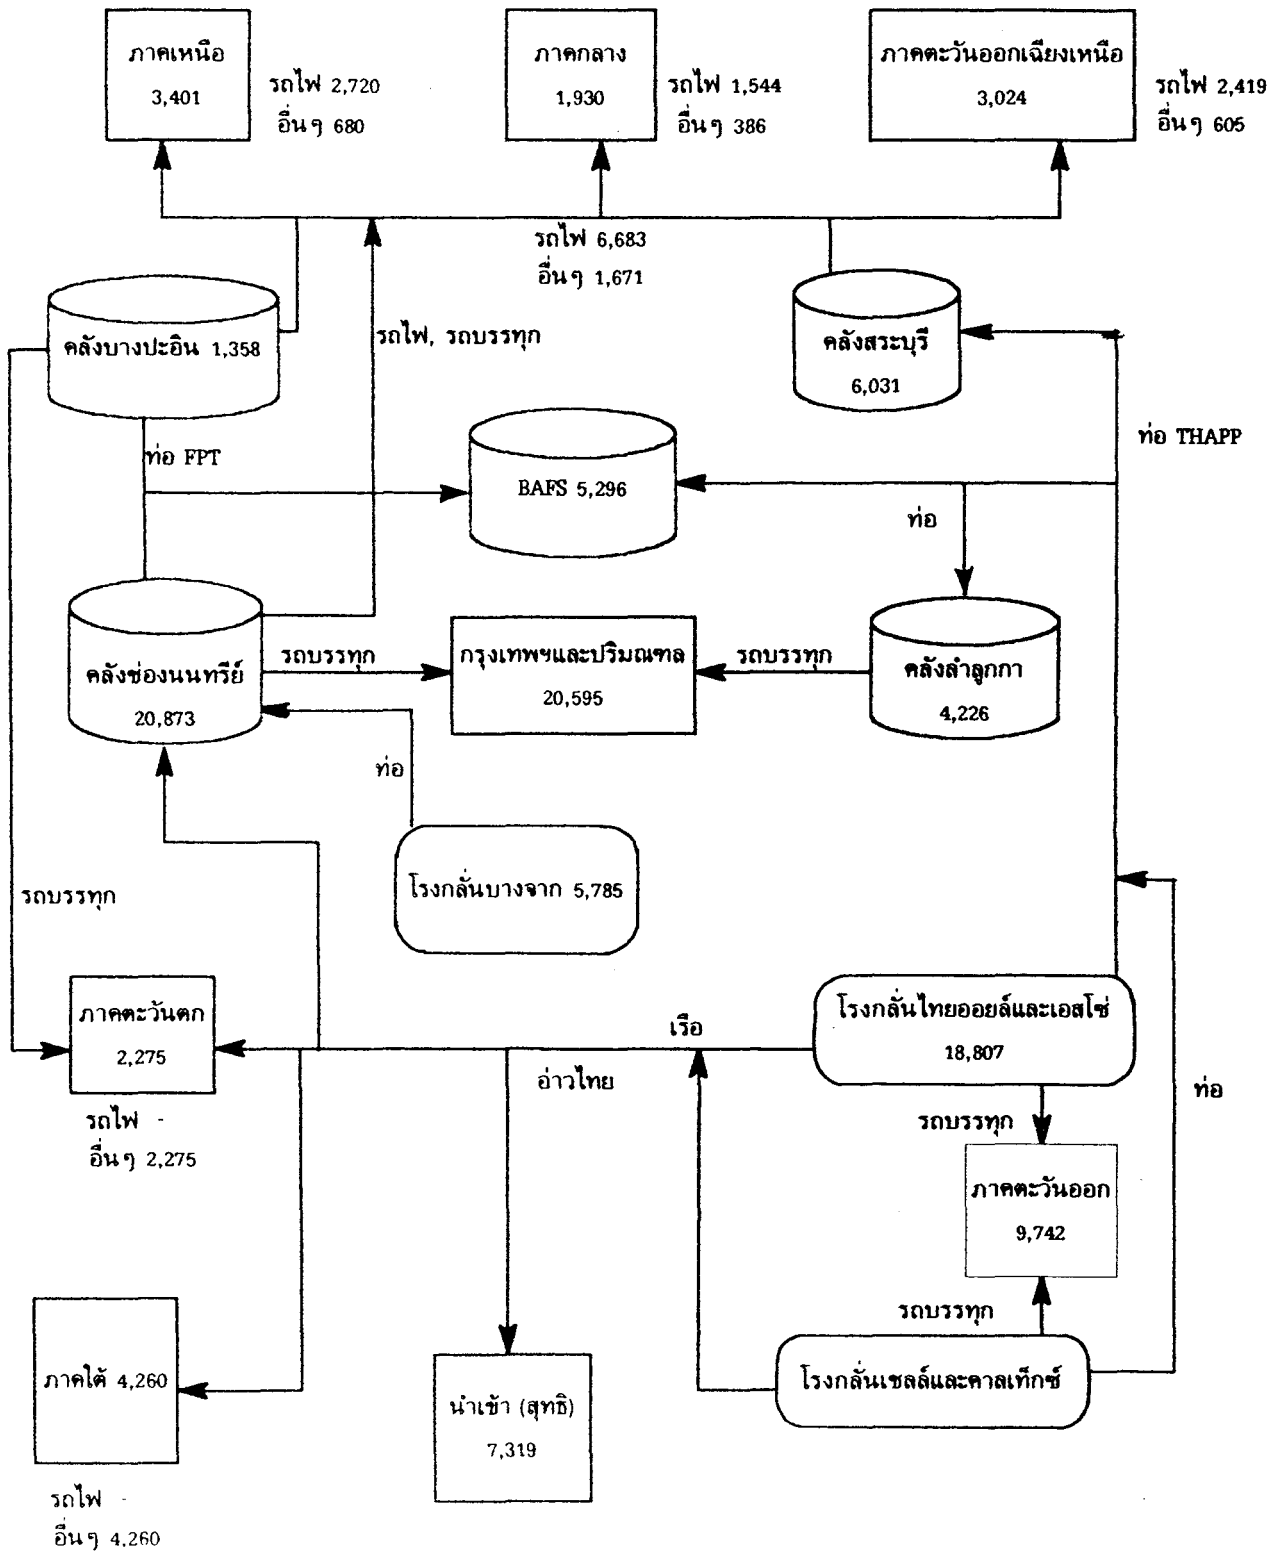 ภาคเหนือ
3,401
รถไฟ 2,720
อื่นๆ 680
ภาคกลาง
1,930
รถไฟ 1,544
อื่นๆ 386
ภาคตะวันออกเฉียงเหนือ
3,024
รถไฟ 2,419
อื่นๆ 605
รถไฟ 6,683
อื่นๆ 1,671
คลังบางปะอิน 1,358
รถไฟ, รถบรรทุก
คลังสระบุรี
6,031
ท่อ THAPP
ท่อ FPT
BAFS 5,296
ท่อ
คลังช่องนนทรีย์
20,873
รถบรรทุก
กรุงเทพฯและปริมณฑล
20,595
รถบรรทุก
คลังลำลูกกา
4,226
ท่อ
โรงกลั่นบางจาก 5,785
รถบรรทุก
ภาคตะวันตก
2,275
รถไฟ -
อื่นๆ 2,275
เรือ
อ่าวไทย
โรงกลั่นไทยออยล์และเอสโซ่
18,807
ท่อ
รถบรรทุก
ภาคตะวันออก
9,742
รถบรรทุก
โรงกลั่นเชลล์และคาลเท็กซ์
ภาคใต้ 4,260
รถไฟ -
อื่นๆ 4,260
นำเข้า (สุทธิ)
7,319